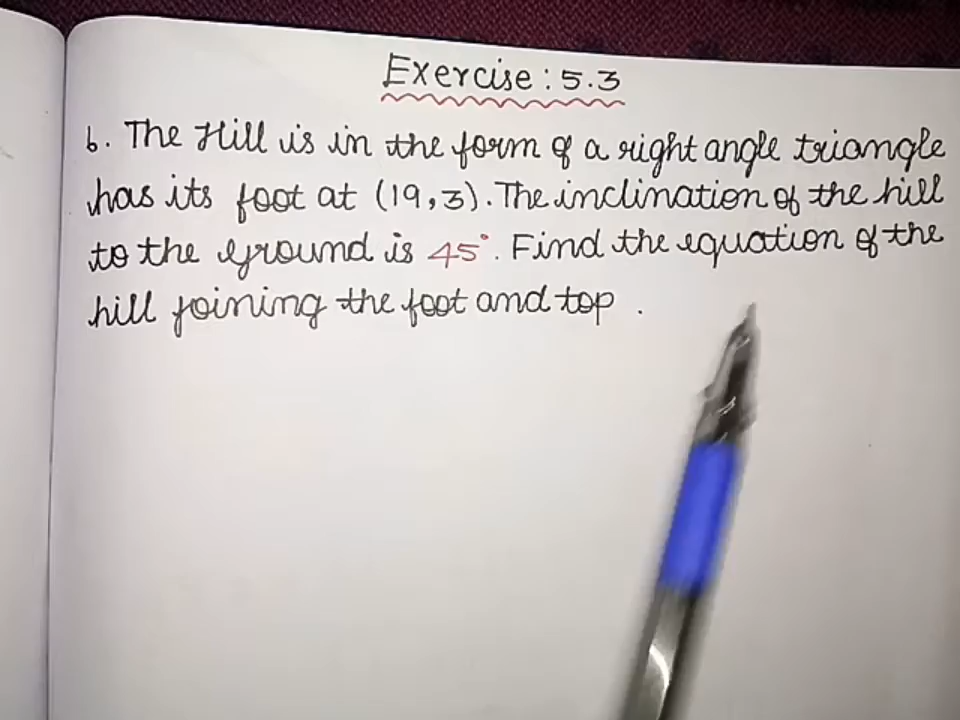 Exercise: 5.3
6. The Hill is in the form of a right angle triangle
has its foot at (19,3). The inclination of the hill
to the ground is 45°. Find the equation of the
hill joining the foot and top .